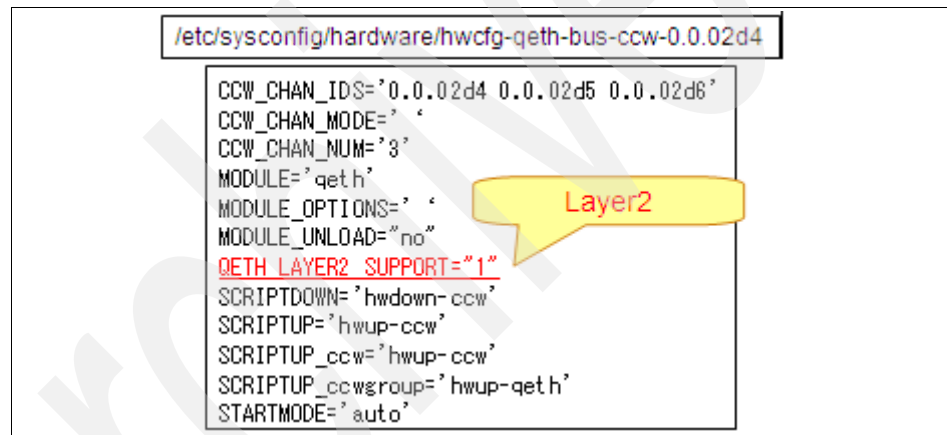 /etc/sysconfig/hardware/hwcfg-qeth-bus-ccw-0.0.02d4
CCW_CHAN_IDS='0.0.02d4 0.0.02d5 0.0.02d6'
CCW_CHAN_MODE=' ‘
CCW_CHAN_NUM='3'
MODULE='qeth'
MODULE_OPTIONS=' ‘
Layer2
MODULE_UNLOAD="no"
QETH_LAYER2_SUPPORT="1"
SCRIPTDOWN='hwdown-ccw'
SCRIPTUP='hwup-ccw'
SCRIPTUP_ccw='hwup-ccw'
SCRIPTUP_ccwgroup='hwup-qeth'
STARTMODE='auto'